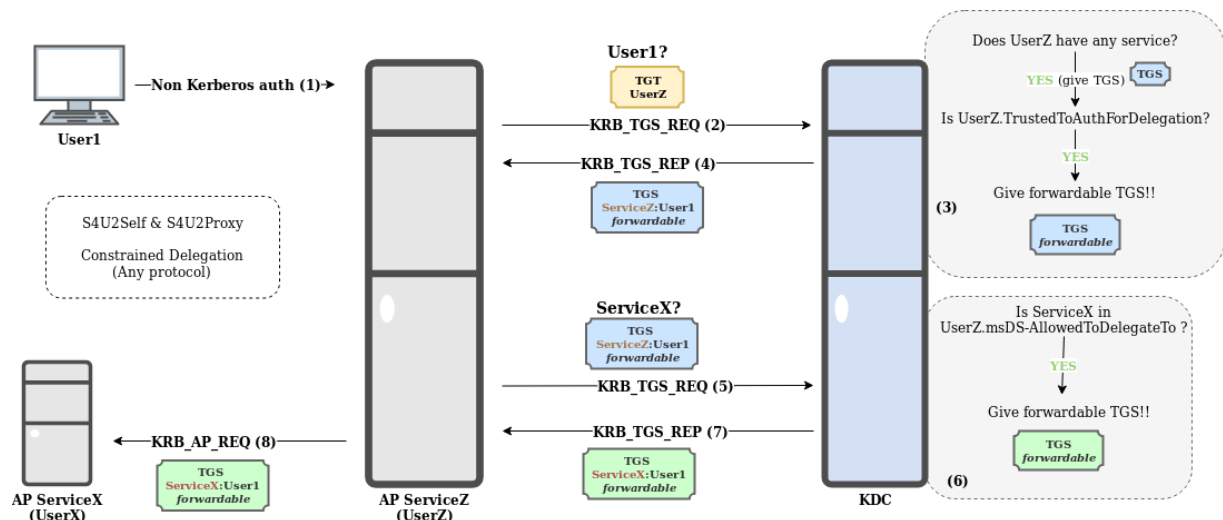 User1?
TGT
UserZ
Non Kerberos auth (1)
User1
KRB_TGS_REQ (2)
KRB_TGS_REP (4)
TGS
ServiceZ:User1
forwardable
Does UserZ have any service?
YES (give TGS)
TGS
Is UserZ.TrustedToAuthForDelegation?
YES
Give forwardable TGS!!
(3)
TGS
forwardable
S4U2Self & S4U2Proxy
Constrained Delegation
(Any protocol)
ServiceX?
TGS
ServiceZ:User1
forwardable
KRB_TGS_REQ (5)
Is ServiceX in
UserZ.msDS-AllowedToDelegateTo ?
YES
Give forwardable TGS!!
TGS
forwardable
(6)
KRB_TGS_REP (7)
TGS
ServiceX:User1
forwardable
KRB_AP_REQ (8)
TGS
ServiceX:User1
forwardable
AP ServiceX
(UserX)
AP ServiceZ
(UserZ)
KDC